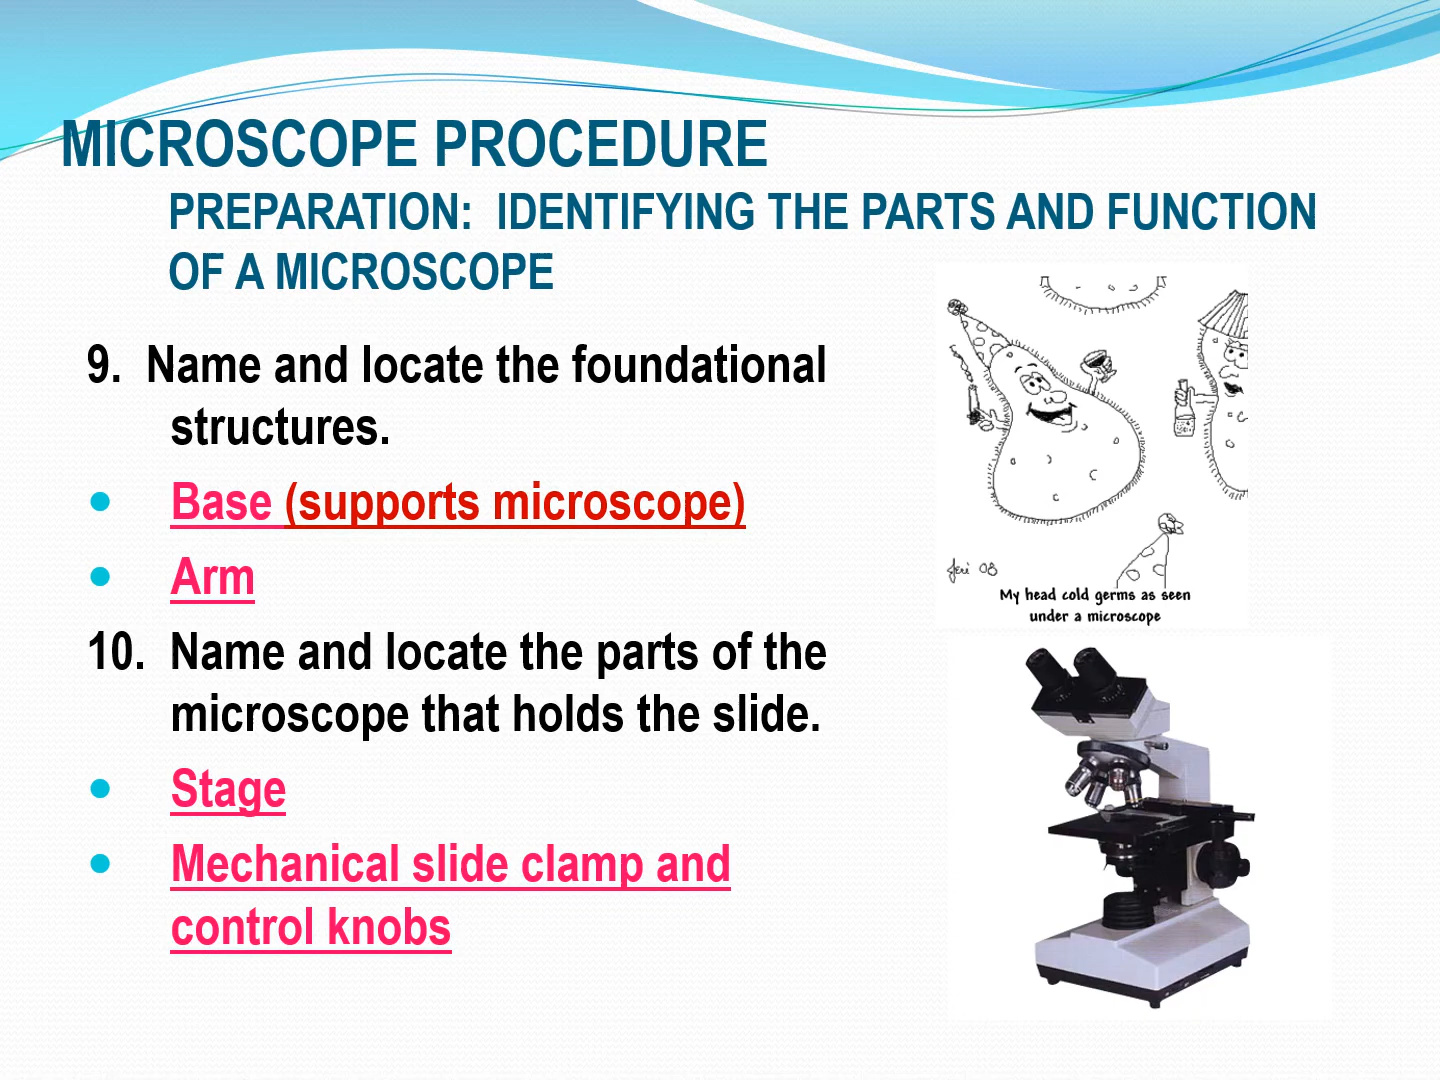 MICROSCOPE PROCEDURE
PREPARATION:  IDENTIFYING THE PARTS AND FUNCTION
OF A MICROSCOPE
9.  Name and locate the foundational
structures.
• Base (supports microscope)
• Arm
10.  Name and locate the parts of the
microscope that holds the slide.
• Stage
• Mechanical slide clamp and
control knobs
Jeri 08
My head cold germs as seen
under a microscope